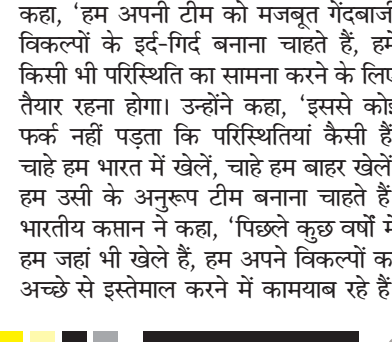 कहा, ‘हम अपनी टीम को मजबूत गेंदबाजी
विकल्पों के इर्द-गिर्द बनाना चाहते हैं, हमें
किसी भी परिस्थिति का सामना करने के लिए
तैयार रहना होगा। उन्होंने कहा, ‘इससे कोई
फर्क नहीं पड़ता कि परिस्थितियां कैसी हैं
चाहे हम भारत में खेलें, चाहे हम बाहर खेलें
हम उसी के अनुरूप टीम बनाना चाहते हैं
भारतीय कप्तान ने कहा, ‘पिछले कुछ वर्षों में
हम जहां भी खेले हैं, हम अपने विकल्पों का
अच्छे से इस्तेमाल करने में कामयाब रहे हैं